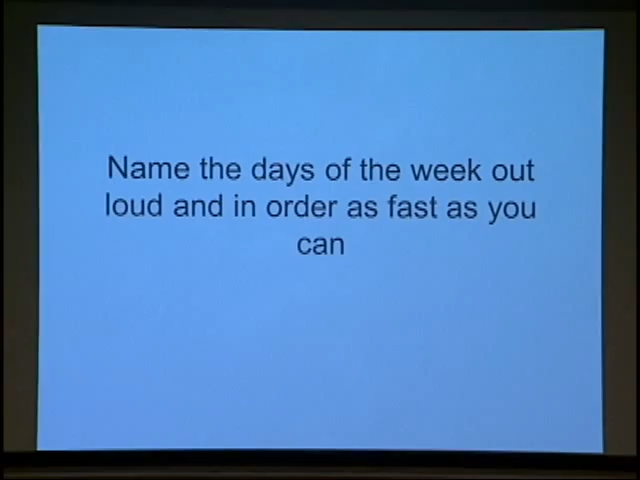 Name the days of the week out
loud and in order as fast as you
can